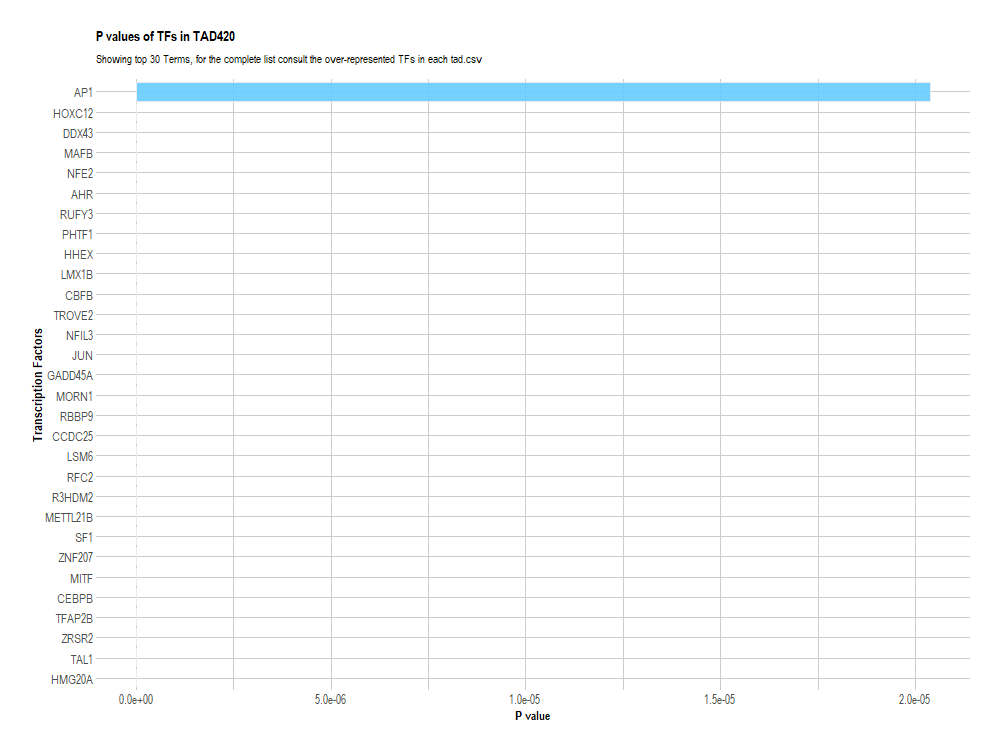 P values of TFs in TAD420
Showing top 30 Terms, for the complete list consult the over-represented TFs in each tad.csv
Transcription Factors
AP1
HOXC12
DDX43
MAFB
NFE2
AHR
RUFY3
PHTF1
HHEX
LMX1B
CBFB
TROVE2
NFIL3
JUN
GADD45A
MORN1
RBBP9
CCDC25
LSM6
RFC2
R3HDM2
METTL21B
SF1
ZNF207
MITF
CEBPB
TFAP2B
ZRSR2
TAL1
HMG20A
0.0e+00 5.0e-06 1.0e-05 1.5e-05 2.0e-05
P value